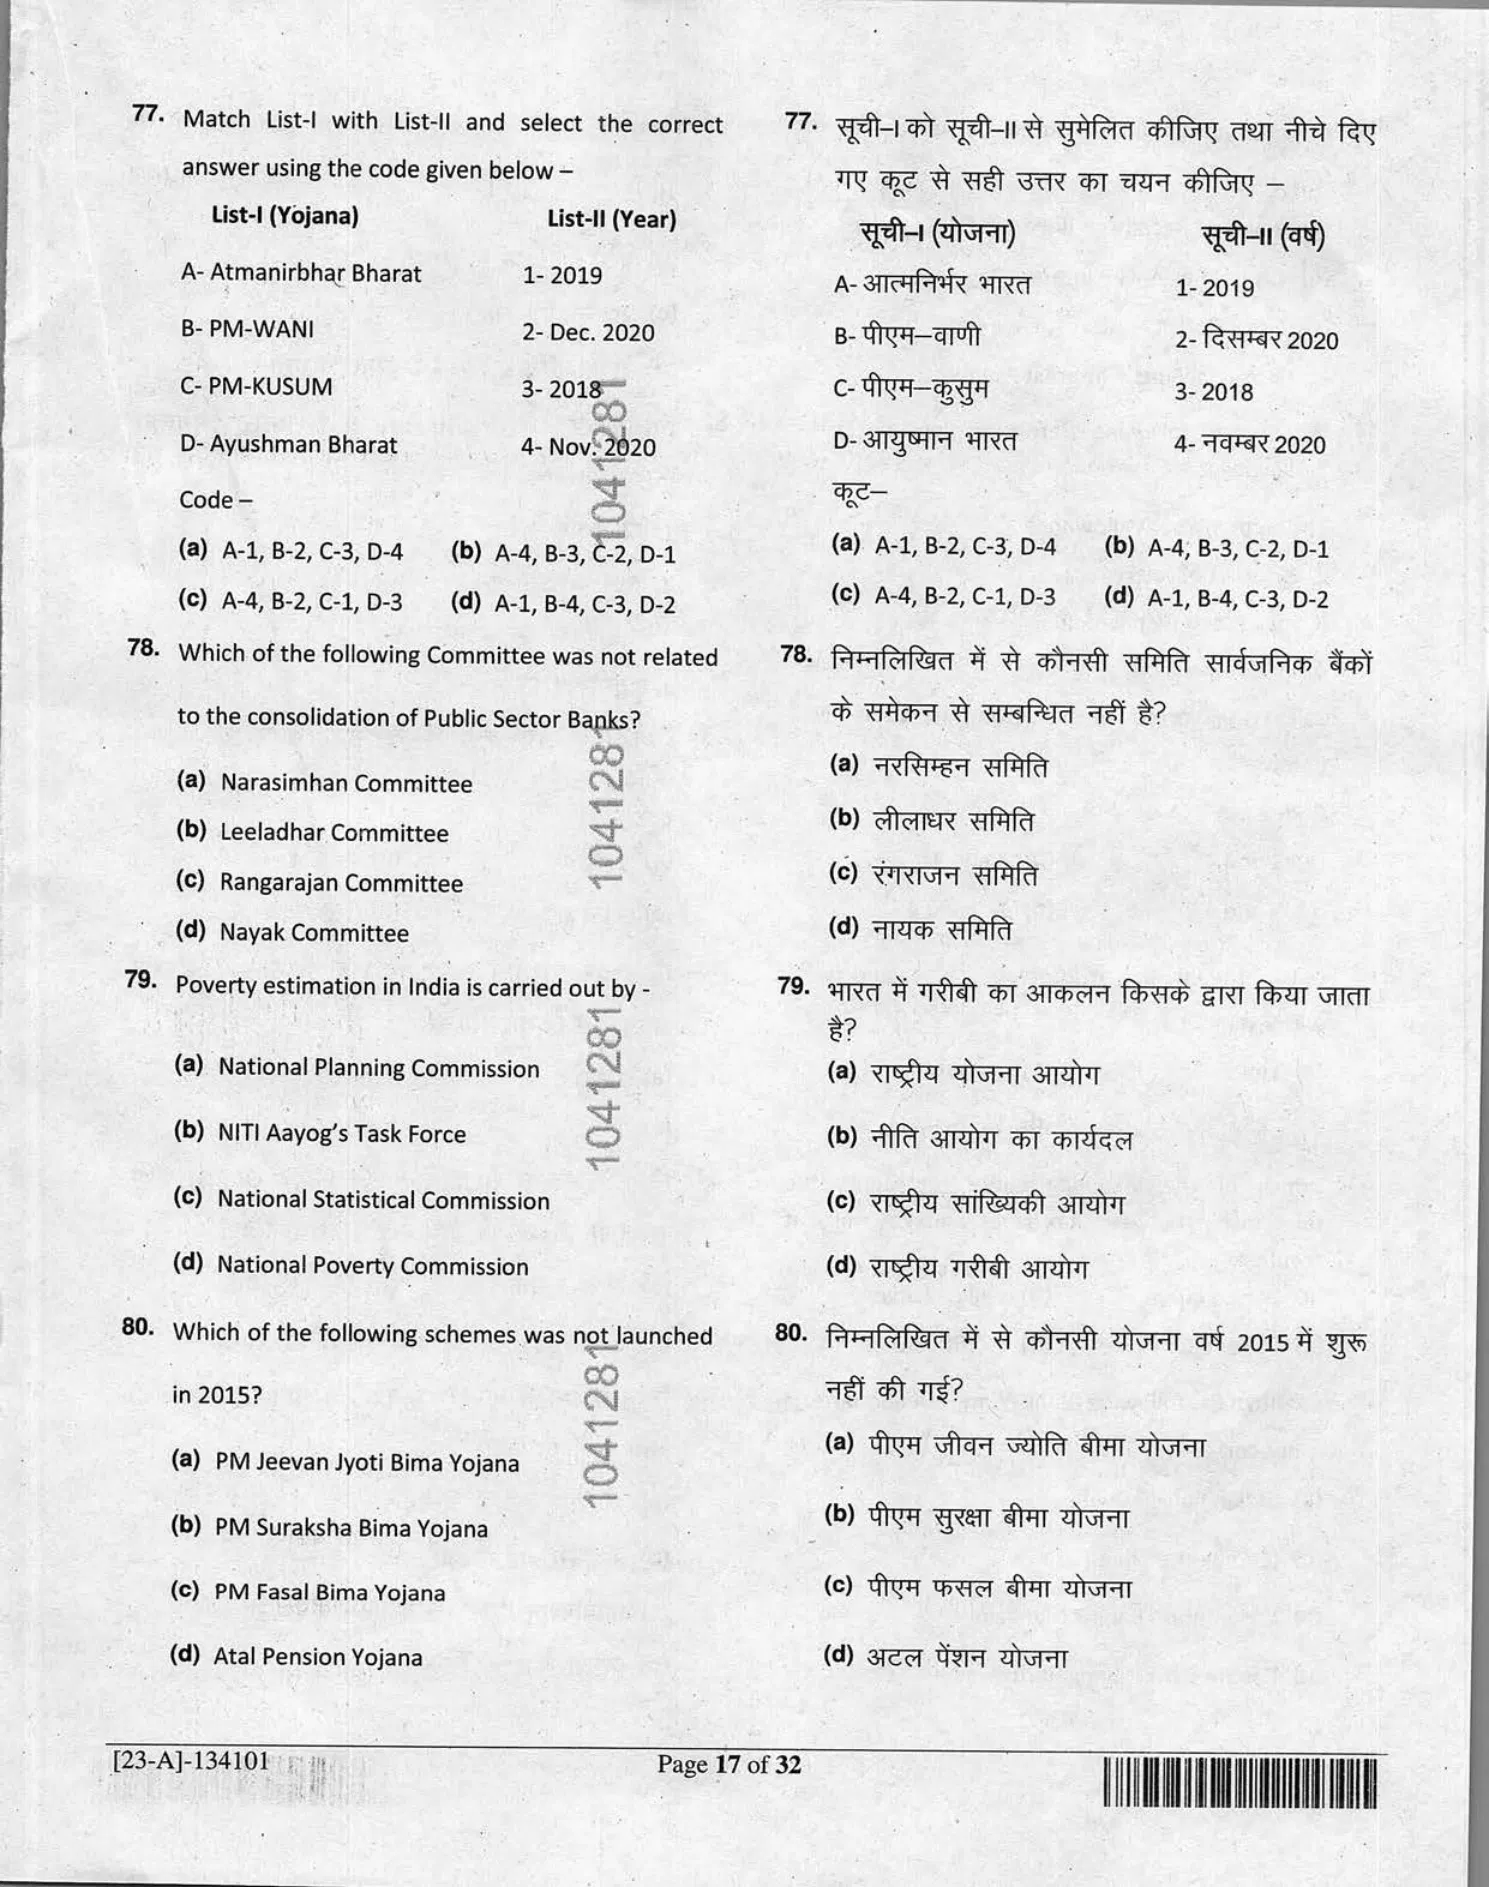 77. Match List-I with List-II and select the correct
answer using the code given below –
List-I (Yojana) List-II (Year)
A- Atmanirbhar Bharat 1- 2019
B- PM-WANI 2- Dec. 2020
C- PM-KUSUM 3- 2018
D- Ayushman Bharat 4- Nov. 2020
Code –
(a) A-1, B-2, C-3, D-4 (b) A-4, B-3, C-2, D-1
(c) A-4, B-2, C-1, D-3 (d) A-1, B-4, C-3, D-2
78. Which of the following Committee was not related
to the consolidation of Public Sector Banks?
(a) Narasimhan Committee
(b) Leeladhar Committee
(c) Rangarajan Committee
(d) Nayak Committee
79. Poverty estimation in India is carried out by -
(a) National Planning Commission
(b) NITI Aayog's Task Force
(c) National Statistical Commission
(d) National Poverty Commission
80. Which of the following schemes was not launched
in 2015?
(a) PM Jeevan Jyoti Bima Yojana
(b) PM Suraksha Bima Yojana
(c) PM Fasal Bima Yojana
(d) Atal Pension Yojana
1041281
1041281
1041281
1041281
77. सूची–I को सूची–II से सुमेलित कीजिए तथा नीचे दिए
गए कूट से सही उत्तर का चयन कीजिए –
सूची–I (योजना) सूची–II (वर्ष)
A- आत्मनिर्भर भारत 1- 2019
B- पीएम–वाणी 2- दिसम्बर 2020
C- पीएम–कुसुम 3- 2018
D- आयुष्मान भारत 4- नवम्बर 2020
कूट–
(a) A-1, B-2, C-3, D-4 (b) A-4, B-3, C-2, D-1
(c) A-4, B-2, C-1, D-3 (d) A-1, B-4, C-3, D-2
78. निम्नलिखित में से कौनसी समिति सार्वजनिक बैंकों
के समेकन से सम्बन्धित नहीं है?
(a) नरसिम्हन समिति
(b) लीलाधर समिति
(c) रंगराजन समिति
(d) नायक समिति
79. भारत में गरीबी का आकलन किसके द्वारा किया जाता
है?
(a) राष्ट्रीय योजना आयोग
(b) नीति आयोग का कार्यदल
(c) राष्ट्रीय सांख्यिकी आयोग
(d) राष्ट्रीय गरीबी आयोग
80. निम्नलिखित में से कौनसी योजना वर्ष 2015 में शुरू
नहीं की गई?
(a) पीएम जीवन ज्योति बीमा योजना
(b) पीएम सुरक्षा बीमा योजना
(c) पीएम फसल बीमा योजना
(d) अटल पेंशन योजना
[23-A]-134101 Page 17 of 32